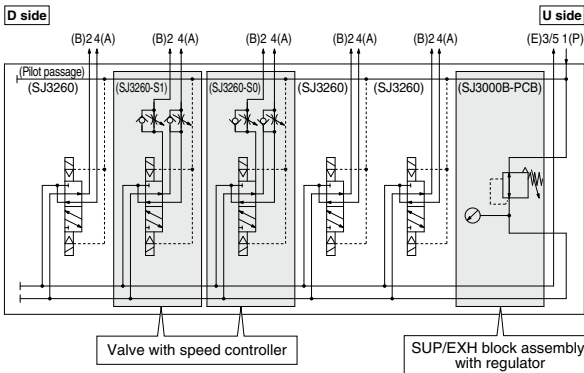 D side
U side
(B)2 4(A)
(B)2 4(A)
(B)2 4(A)
(B)2 4(A)
(B)2 4(A)
(E)3/5 1(P)
(Pilot passage)
(SJ3260)
(SJ3260-S1)
(SJ3260-S0)
(SJ3260)
(SJ3260)
(SJ3000B-PCB)
Valve with speed controller
SUP/EXH block assembly
with regulator